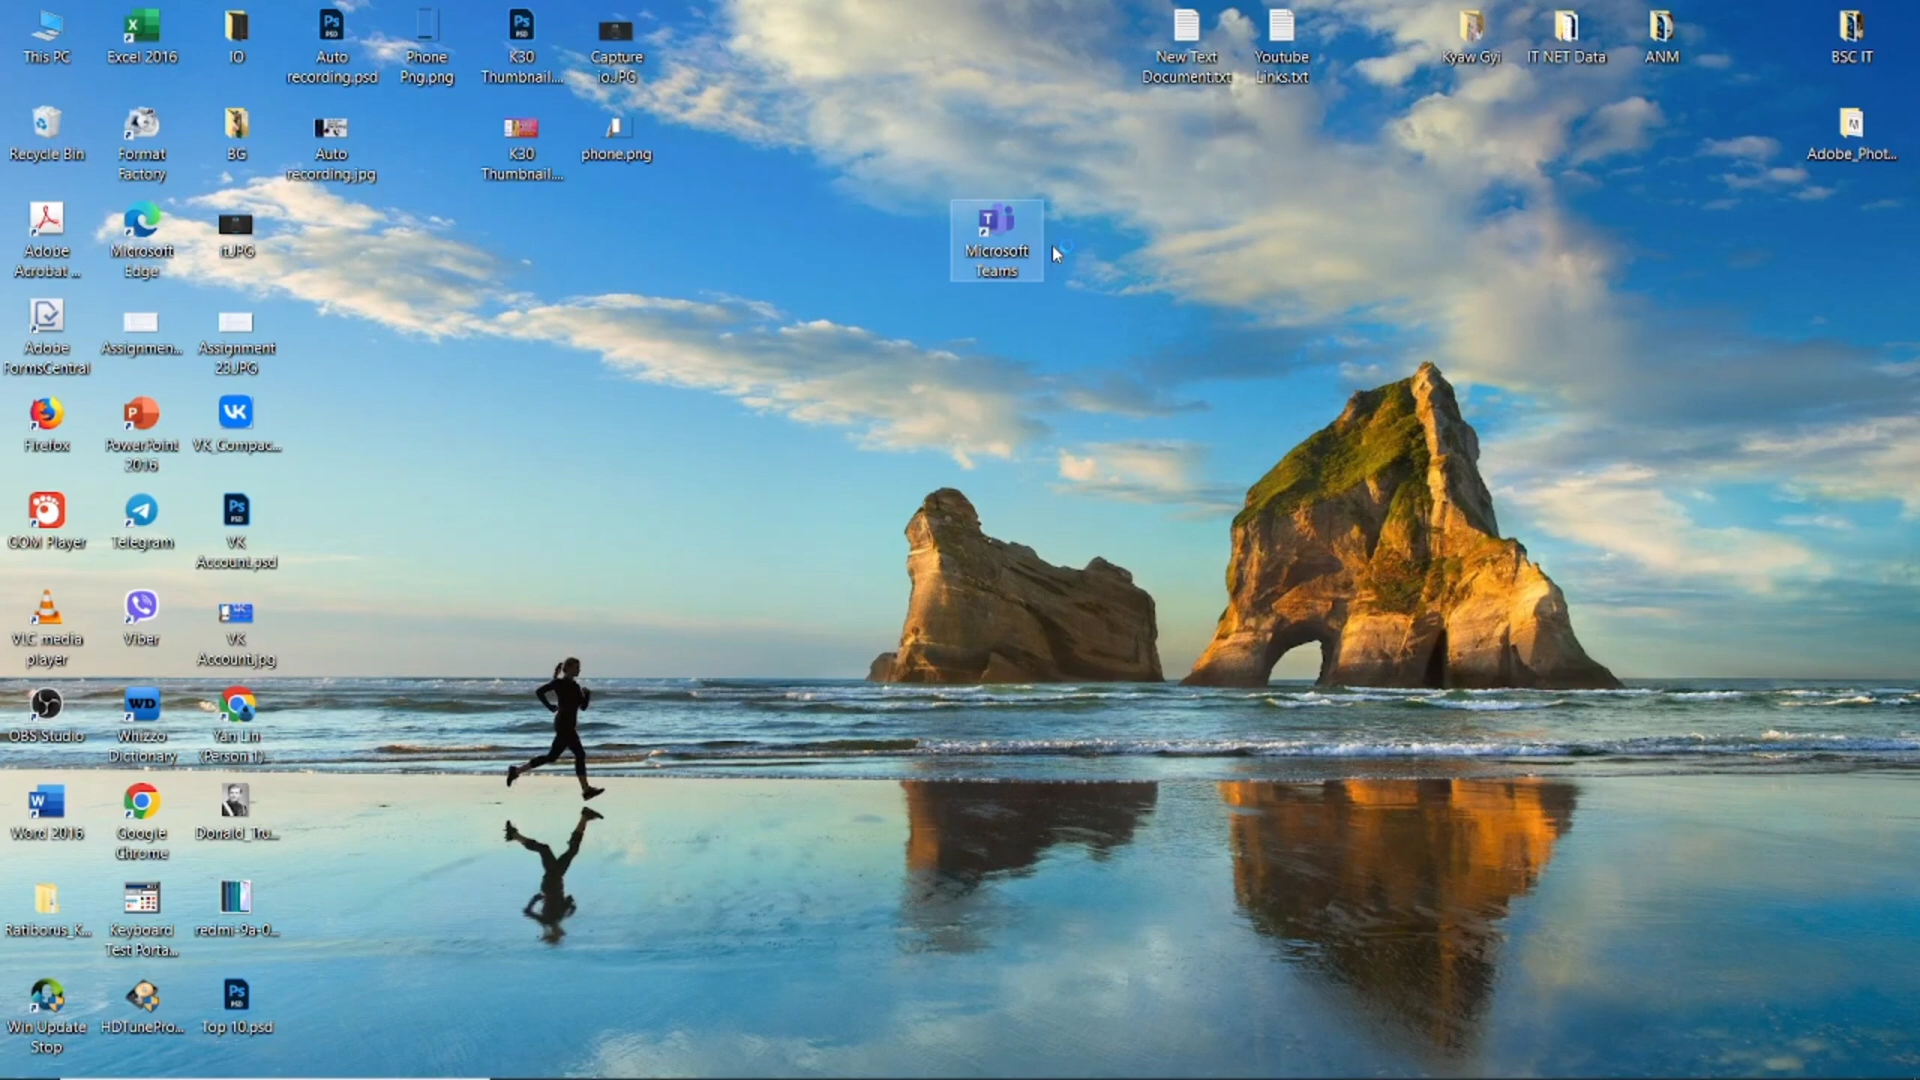 This PC
Excel 2016
IO
Auto
recording.psd
Phone
Png.png
K30
Thumbnail....
Capture
io.JPG
New Text
Document.txt
Youtube
Links.txt
Kyaw Gyi
IT NET Data
ANM
BSC IT
Recycle Bin
Format
Factory
BG
Auto
recording.jpg
K30
Thumbnail....
phone.png
Adobe_Phot...
Adobe
Acrobat ...
Microsoft
Edge
Microsoft
Teams
Adobe
FormsCentral
Assignmen...
Assignment
23.JPG
Firefox
PowerPoint
2016
VK_Compac...
GOM Player
Telegram
VK
Account.psd
VLC media
player
Viber
VK
Account.jpg
OBS Studio
Whizzo
Dictionary
Yan Lin
(Person 1)...
Word 2016
Google
Chrome
Donald_Tru...
Ratiborus_K...
Keyboard
Test Porta...
redmi-9a-0...
Win Update
Stop
HDTunePro...
Top 10.psd